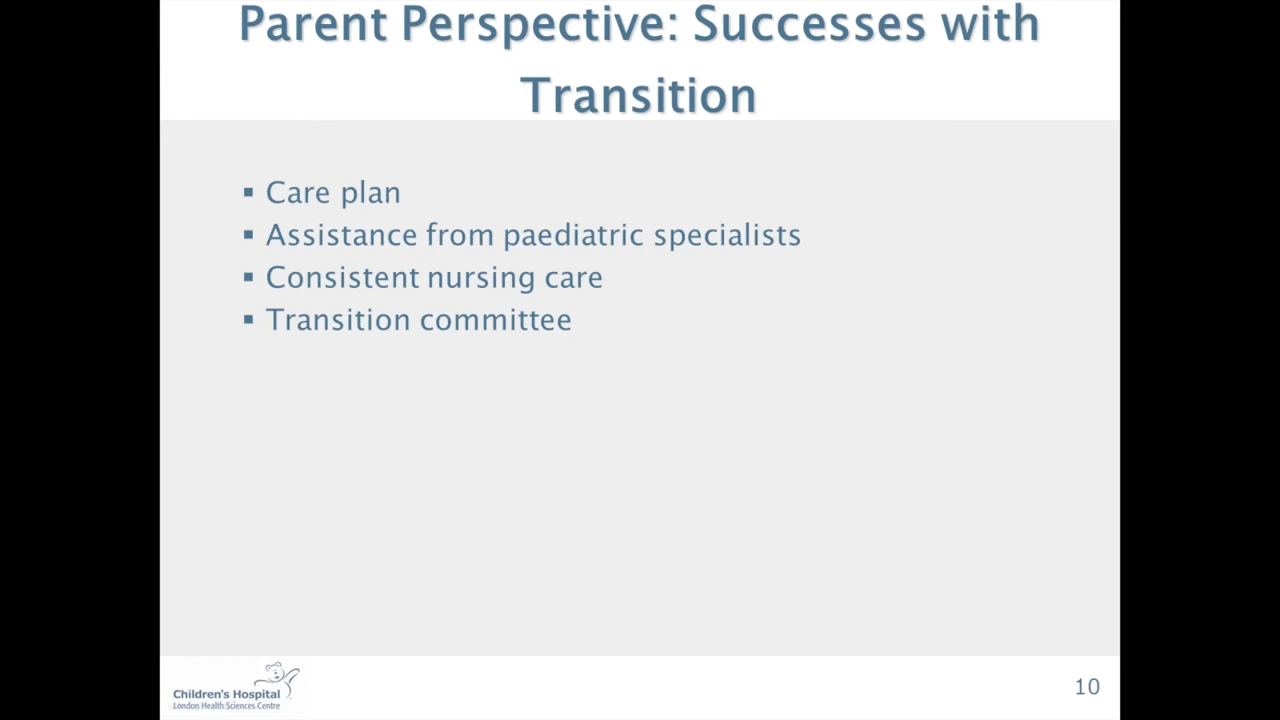 Parent Perspective: Successes with
Transition
▪ Care plan
▪ Assistance from paediatric specialists
▪ Consistent nursing care
▪ Transition committee
Children's Hospital
London Health Sciences Centre
10